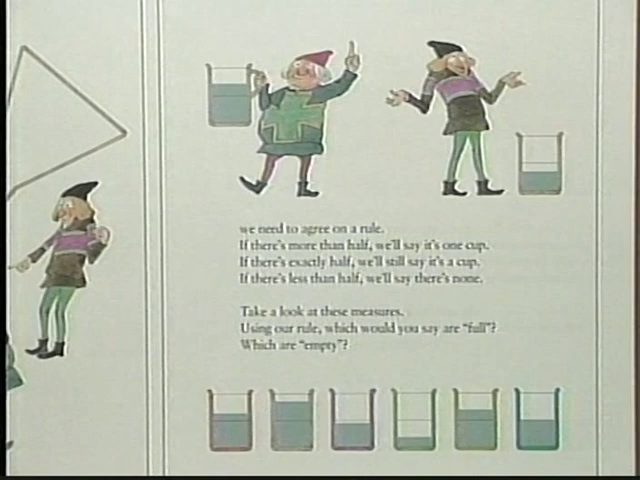 we need to agree on a rule.
If there's more than half, we'll say it's one cup.
If there's exactly half, we'll still say it's a cup.
If there's less than half, we'll say there's none.
Take a look at these measures.
Using our rule, which would you say are "full"?
Which are "empty"?